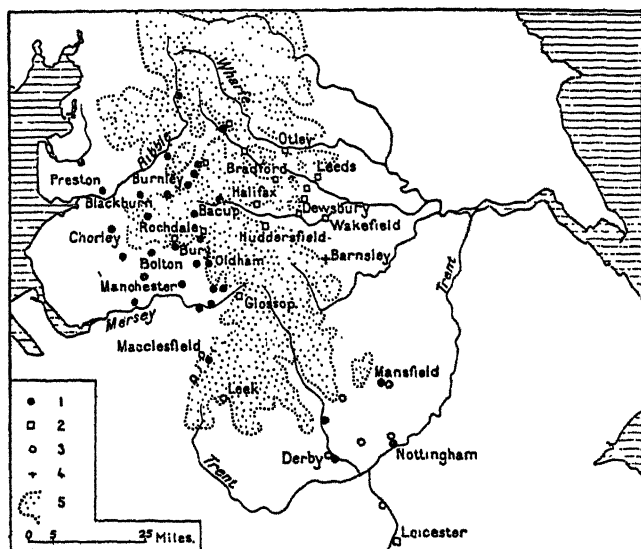 Wharfe
Ribble
Otley
Preston
Burnley
Bradford
Leeds
Blackburn
Halifax
Bacup
Dewsbury
Wakefield
Chorley
Rochdale
Huddersfield
Bury
Bolton
Oldham
Barnsley
Manchester
Glossop
Mersey
Trent
Macclesfield
Mansfield
Leek
1
2
3
4
5
Derby
Nottingham
Trent
Leicester
0 5 25 Miles.